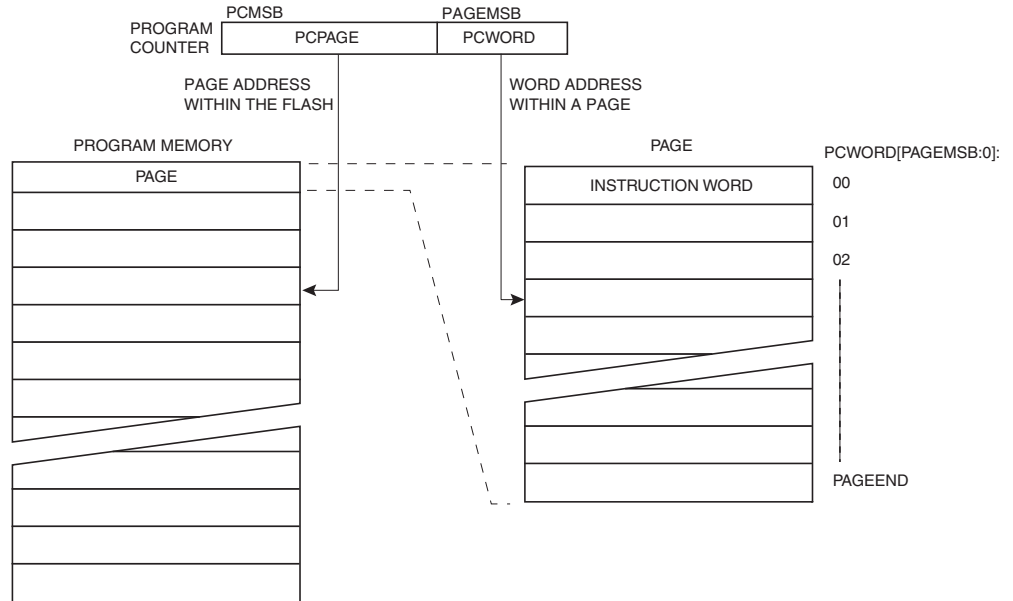 PCMSB PAGEMSB
PROGRAM
COUNTER
PCPAGE PCWORD
PAGE ADDRESS
WITHIN THE FLASH
WORD ADDRESS
WITHIN A PAGE
PROGRAM MEMORY
PAGE
PAGE
INSTRUCTION WORD
PCWORD[PAGEMSB:0]:
00
01
02
PAGEEND